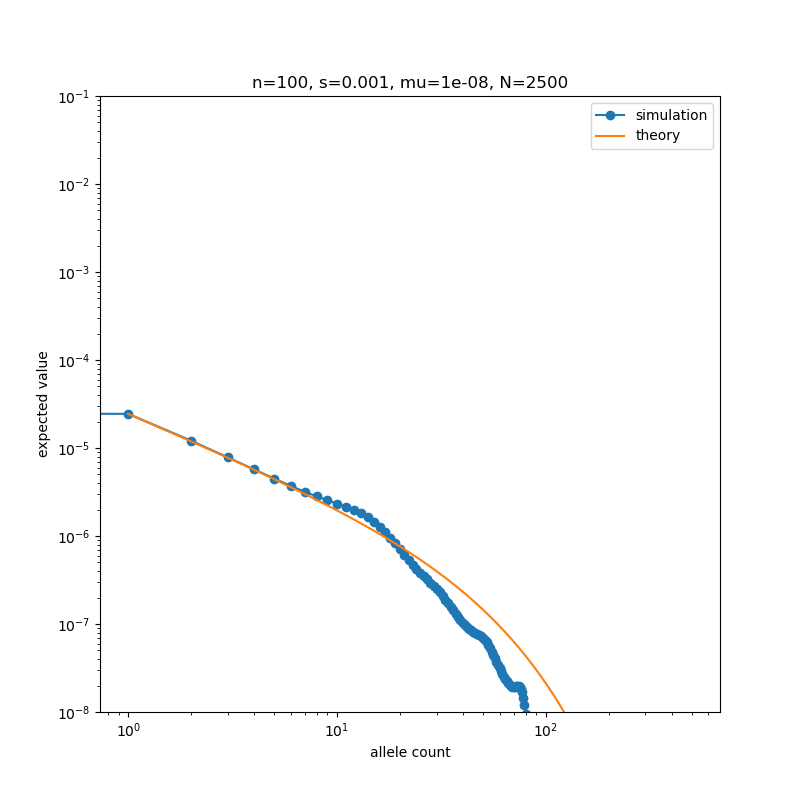 n=100, s=0.001, mu=1e-08, N=2500
simulation
theory
10⁻¹
10⁻²
10⁻³
10⁻⁴
10⁻⁵
10⁻⁶
10⁻⁷
10⁻⁸
expected value
10⁰ 10¹ 10²
allele count